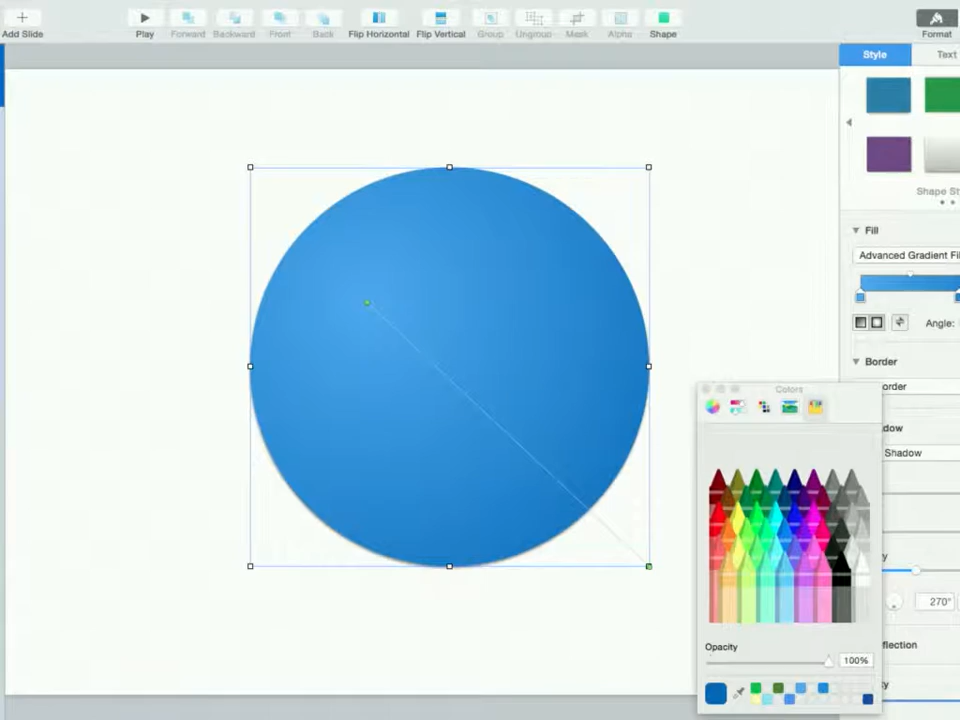 Add Slide
Play
Forward
Backward
Front
Back
Flip Horizontal
Flip Vertical
Group
Ungroup
Mask
Alpha
Shape
Format
Style
Text
Shape Sty
Fill
Advanced Gradient Fil
Angle:
Border
Colors
order
dow
Shadow
y
270°
flection
Opacity
100%
y